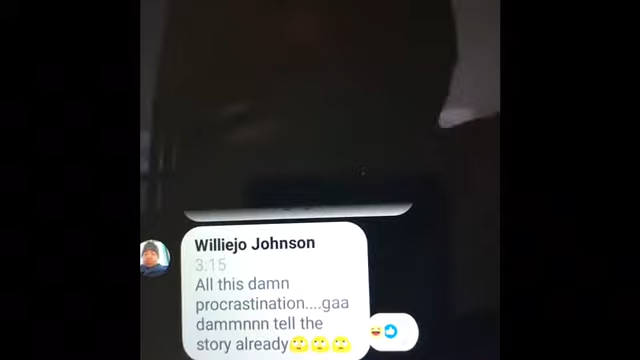 Williejo Johnson
3:15
All this damn
procrastination....gaa
dammnnn tell the
story already🙄🙄🙄